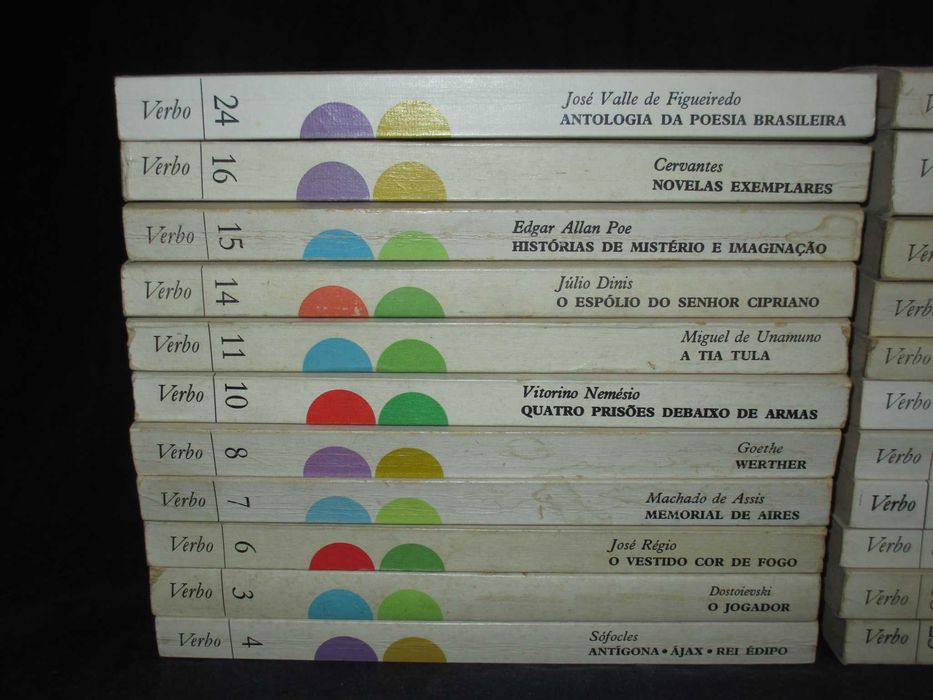 Verbo 24 José Valle de Figueiredo
ANTOLOGIA DA POESIA BRASILEIRA
Verbo 16 Cervantes
NOVELAS EXEMPLARES
Verbo 15 Edgar Allan Poe
HISTÓRIAS DE MISTÉRIO E IMAGINAÇÃO
Verbo 14 Júlio Dinis
O ESPÓLIO DO SENHOR CIPRIANO
Verbo 11 Miguel de Unamuno
A TIA TULA
Verbo 10 Vitorino Nemésio
QUATRO PRISÕES DEBAIXO DE ARMAS
Verbo 8 Goethe
WERTHER
Verbo 7 Machado de Assis
MEMORIAL DE AIRES
Verbo 6 José Régio
O VESTIDO COR DE FOGO
Verbo 3 Dostoievski
O JOGADOR
Verbo 4 Sófocles
ANTÍGONA • ÁJAX • REI ÉDIPO
Verbo
Verbo
Verbo
Verbo
Verbo
Verbo
Verbo
Verbo